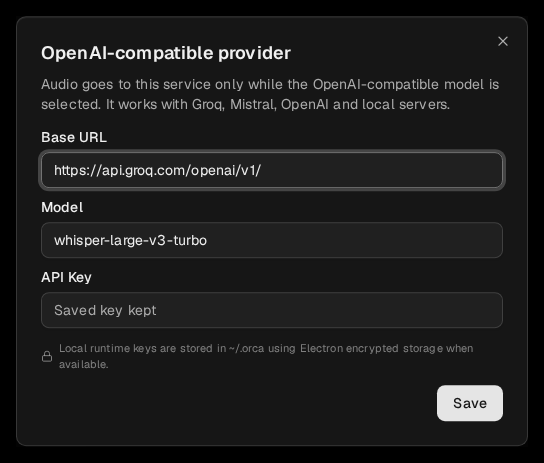 OpenAI-compatible provider
Audio goes to this service only while the OpenAI-compatible model is
selected. It works with Groq, Mistral, OpenAI and local servers.
Base URL
https://api.groq.com/openai/v1/
Model
whisper-large-v3-turbo
API Key
Saved key kept
Local runtime keys are stored in ~/.orca using Electron encrypted storage when
available.
Save